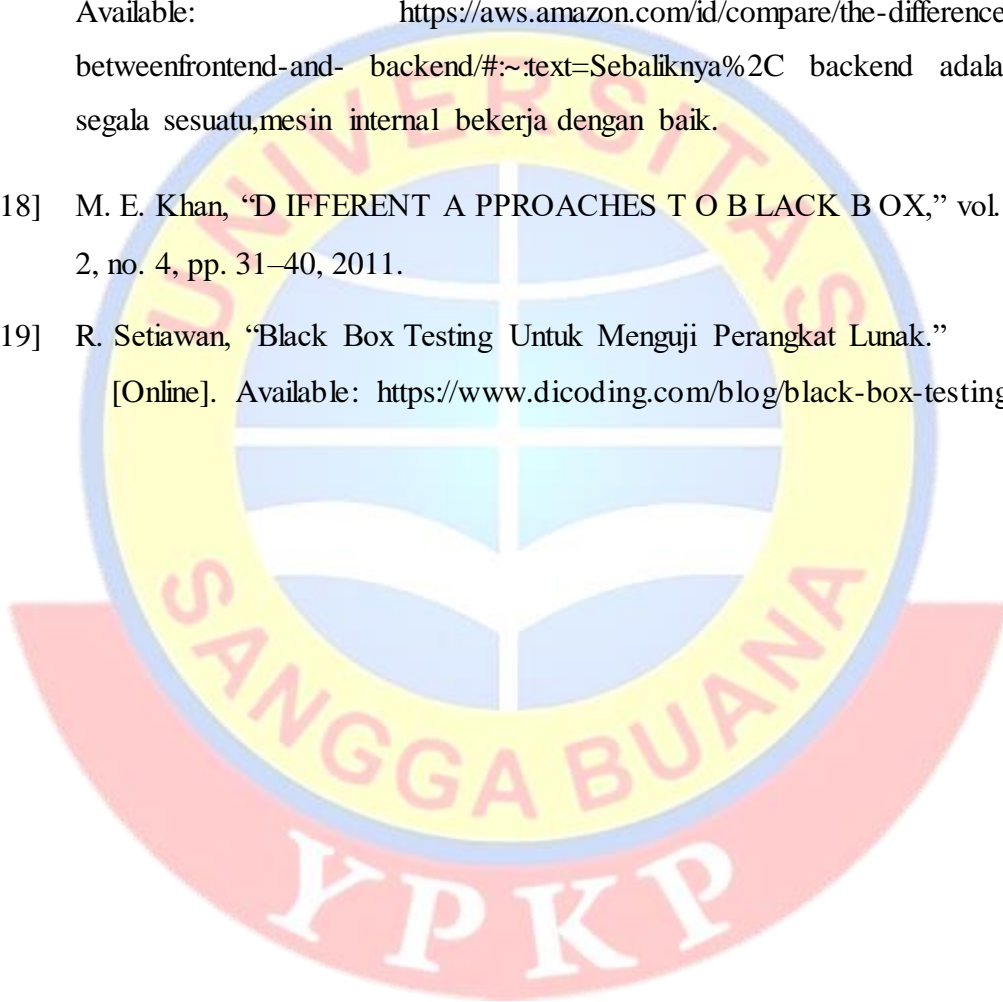 Available: https://aws.amazon.com/id/compare/the-difference
betweenfrontend-and- backend/#:~:text=Sebaliknya%2C backend adala
segala sesuatu,mesin internal bekerja dengan baik.
18] M. E. Khan, “D IFFERENT A PPROACHES T O B LACK B OX,” vol.
2, no. 4, pp. 31–40, 2011.
19] R. Setiawan, “Black Box Testing Untuk Menguji Perangkat Lunak.”
[Online]. Available: https://www.dicoding.com/blog/black-box-testing
UNIVERSITAS
SANGGA BUANA
YPKP